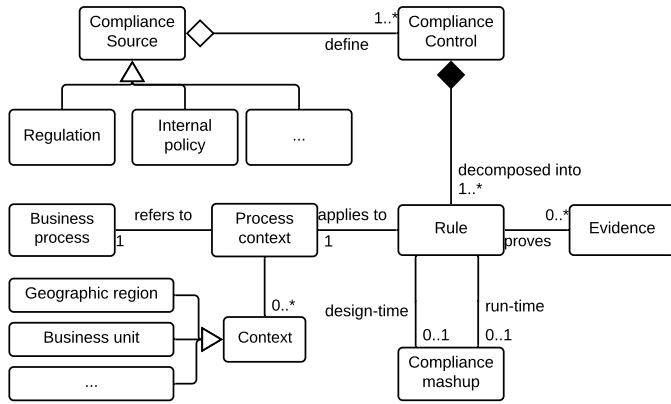 Compliance
Source
1..*
define
Compliance
Control
Regulation
Internal
policy
...
decomposed into
1..*
Business
process
refers to
1
Process
context
applies to
1
Rule
0..*
proves
Evidence
Geographic region
Business unit
...
0..*
Context
design-time
run-time
0..1
0..1
Compliance
mashup